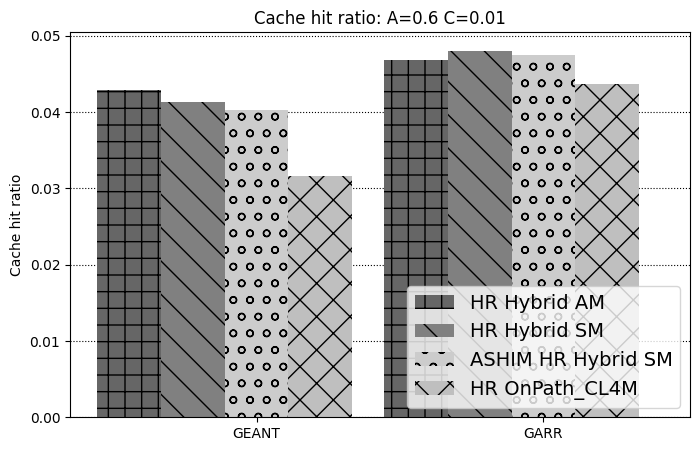 Cache hit ratio: A=0.6 C=0.01
Cache hit ratio
0.05
0.04
0.03
0.02
0.01
0.00
HR Hybrid AM
HR Hybrid SM
ASHIM HR Hybrid SM
HR OnPath_CL4M
GEANT
GARR